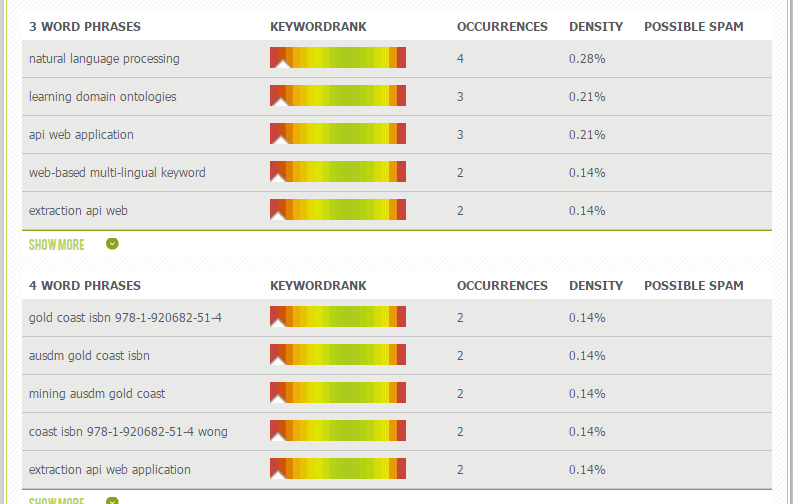 3 WORD PHRASES KEYWORDRANK OCCURRENCES DENSITY POSSIBLE SPAM
natural language processing 4 0.28%
learning domain ontologies 3 0.21%
api web application 3 0.21%
web-based multi-lingual keyword 2 0.14%
extraction api web 2 0.14%
SHOW MORE
4 WORD PHRASES KEYWORDRANK OCCURRENCES DENSITY POSSIBLE SPAM
gold coast isbn 978-1-920682-51-4 2 0.14%
ausdm gold coast isbn 2 0.14%
mining ausdm gold coast 2 0.14%
coast isbn 978-1-920682-51-4 wong 2 0.14%
extraction api web application 2 0.14%
SHOW MORE